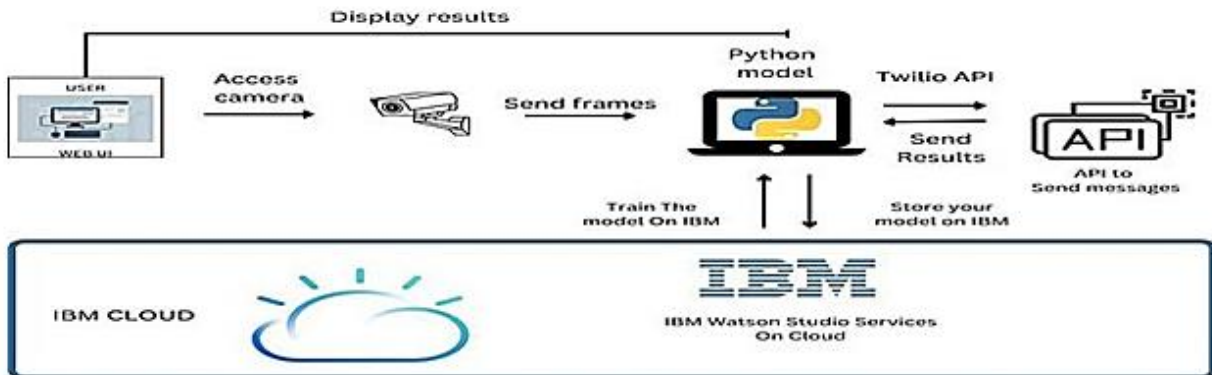 Display results
USER
WEB UI
Access
camera
Send frames
Python
model
Twilio API
Send
Results
API
API to
Send messages
Train The
model On IBM
Store your
model on IBM
IBM CLOUD
IBM
IBM Watson Studio Services
On Cloud